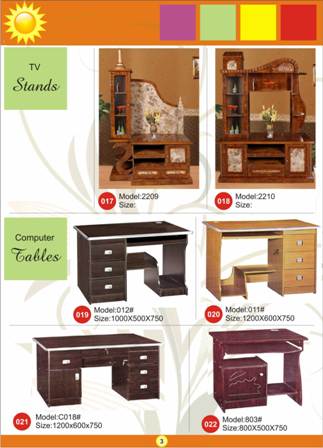 TV
Stands
017
Model:2209
Size:
018
Model:2210
Size:
Computer
Tables
019
Model:012#
Size:1000X500X750
020
Model:011#
Size:1200X600X750
021
Model:C018#
Size:1200x600x750
022
Model:803#
Size:800X500X750
3